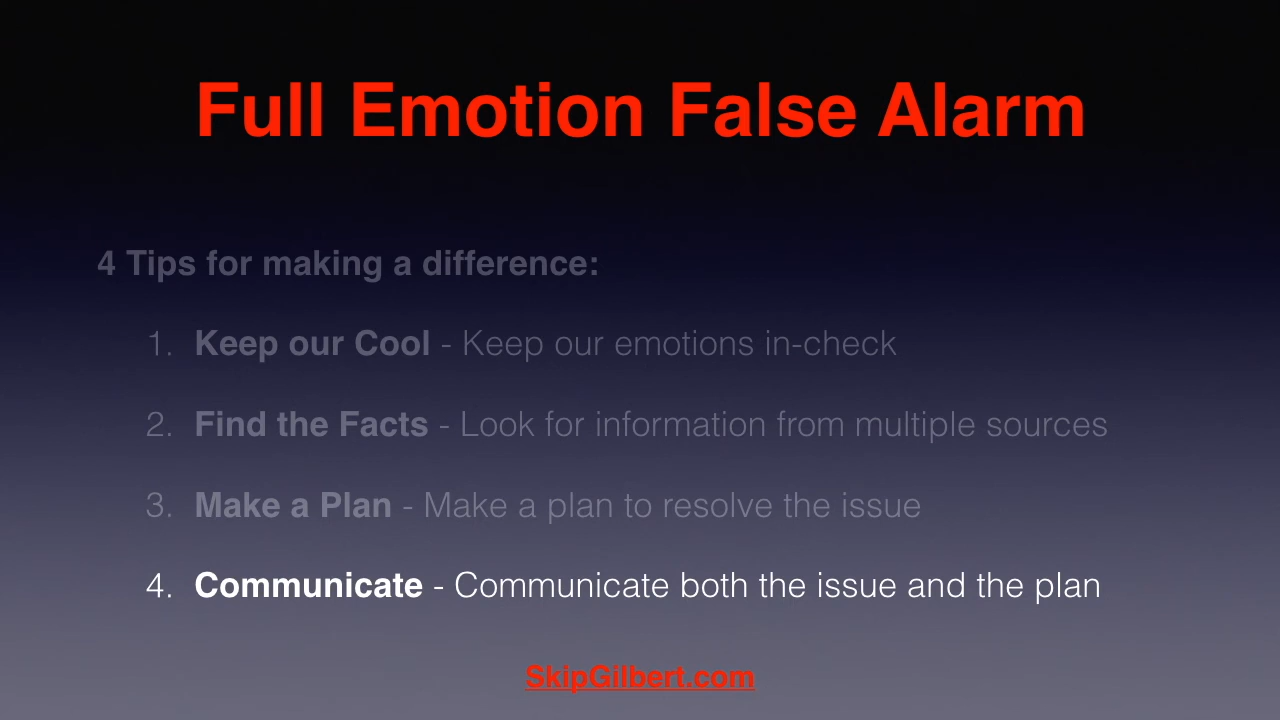 Full Emotion False Alarm
4 Tips for making a difference:
1. Keep our Cool - Keep our emotions in-check
2. Find the Facts - Look for information from multiple sources
3. Make a Plan - Make a plan to resolve the issue
4. Communicate - Communicate both the issue and the plan
SkipGilbert.com